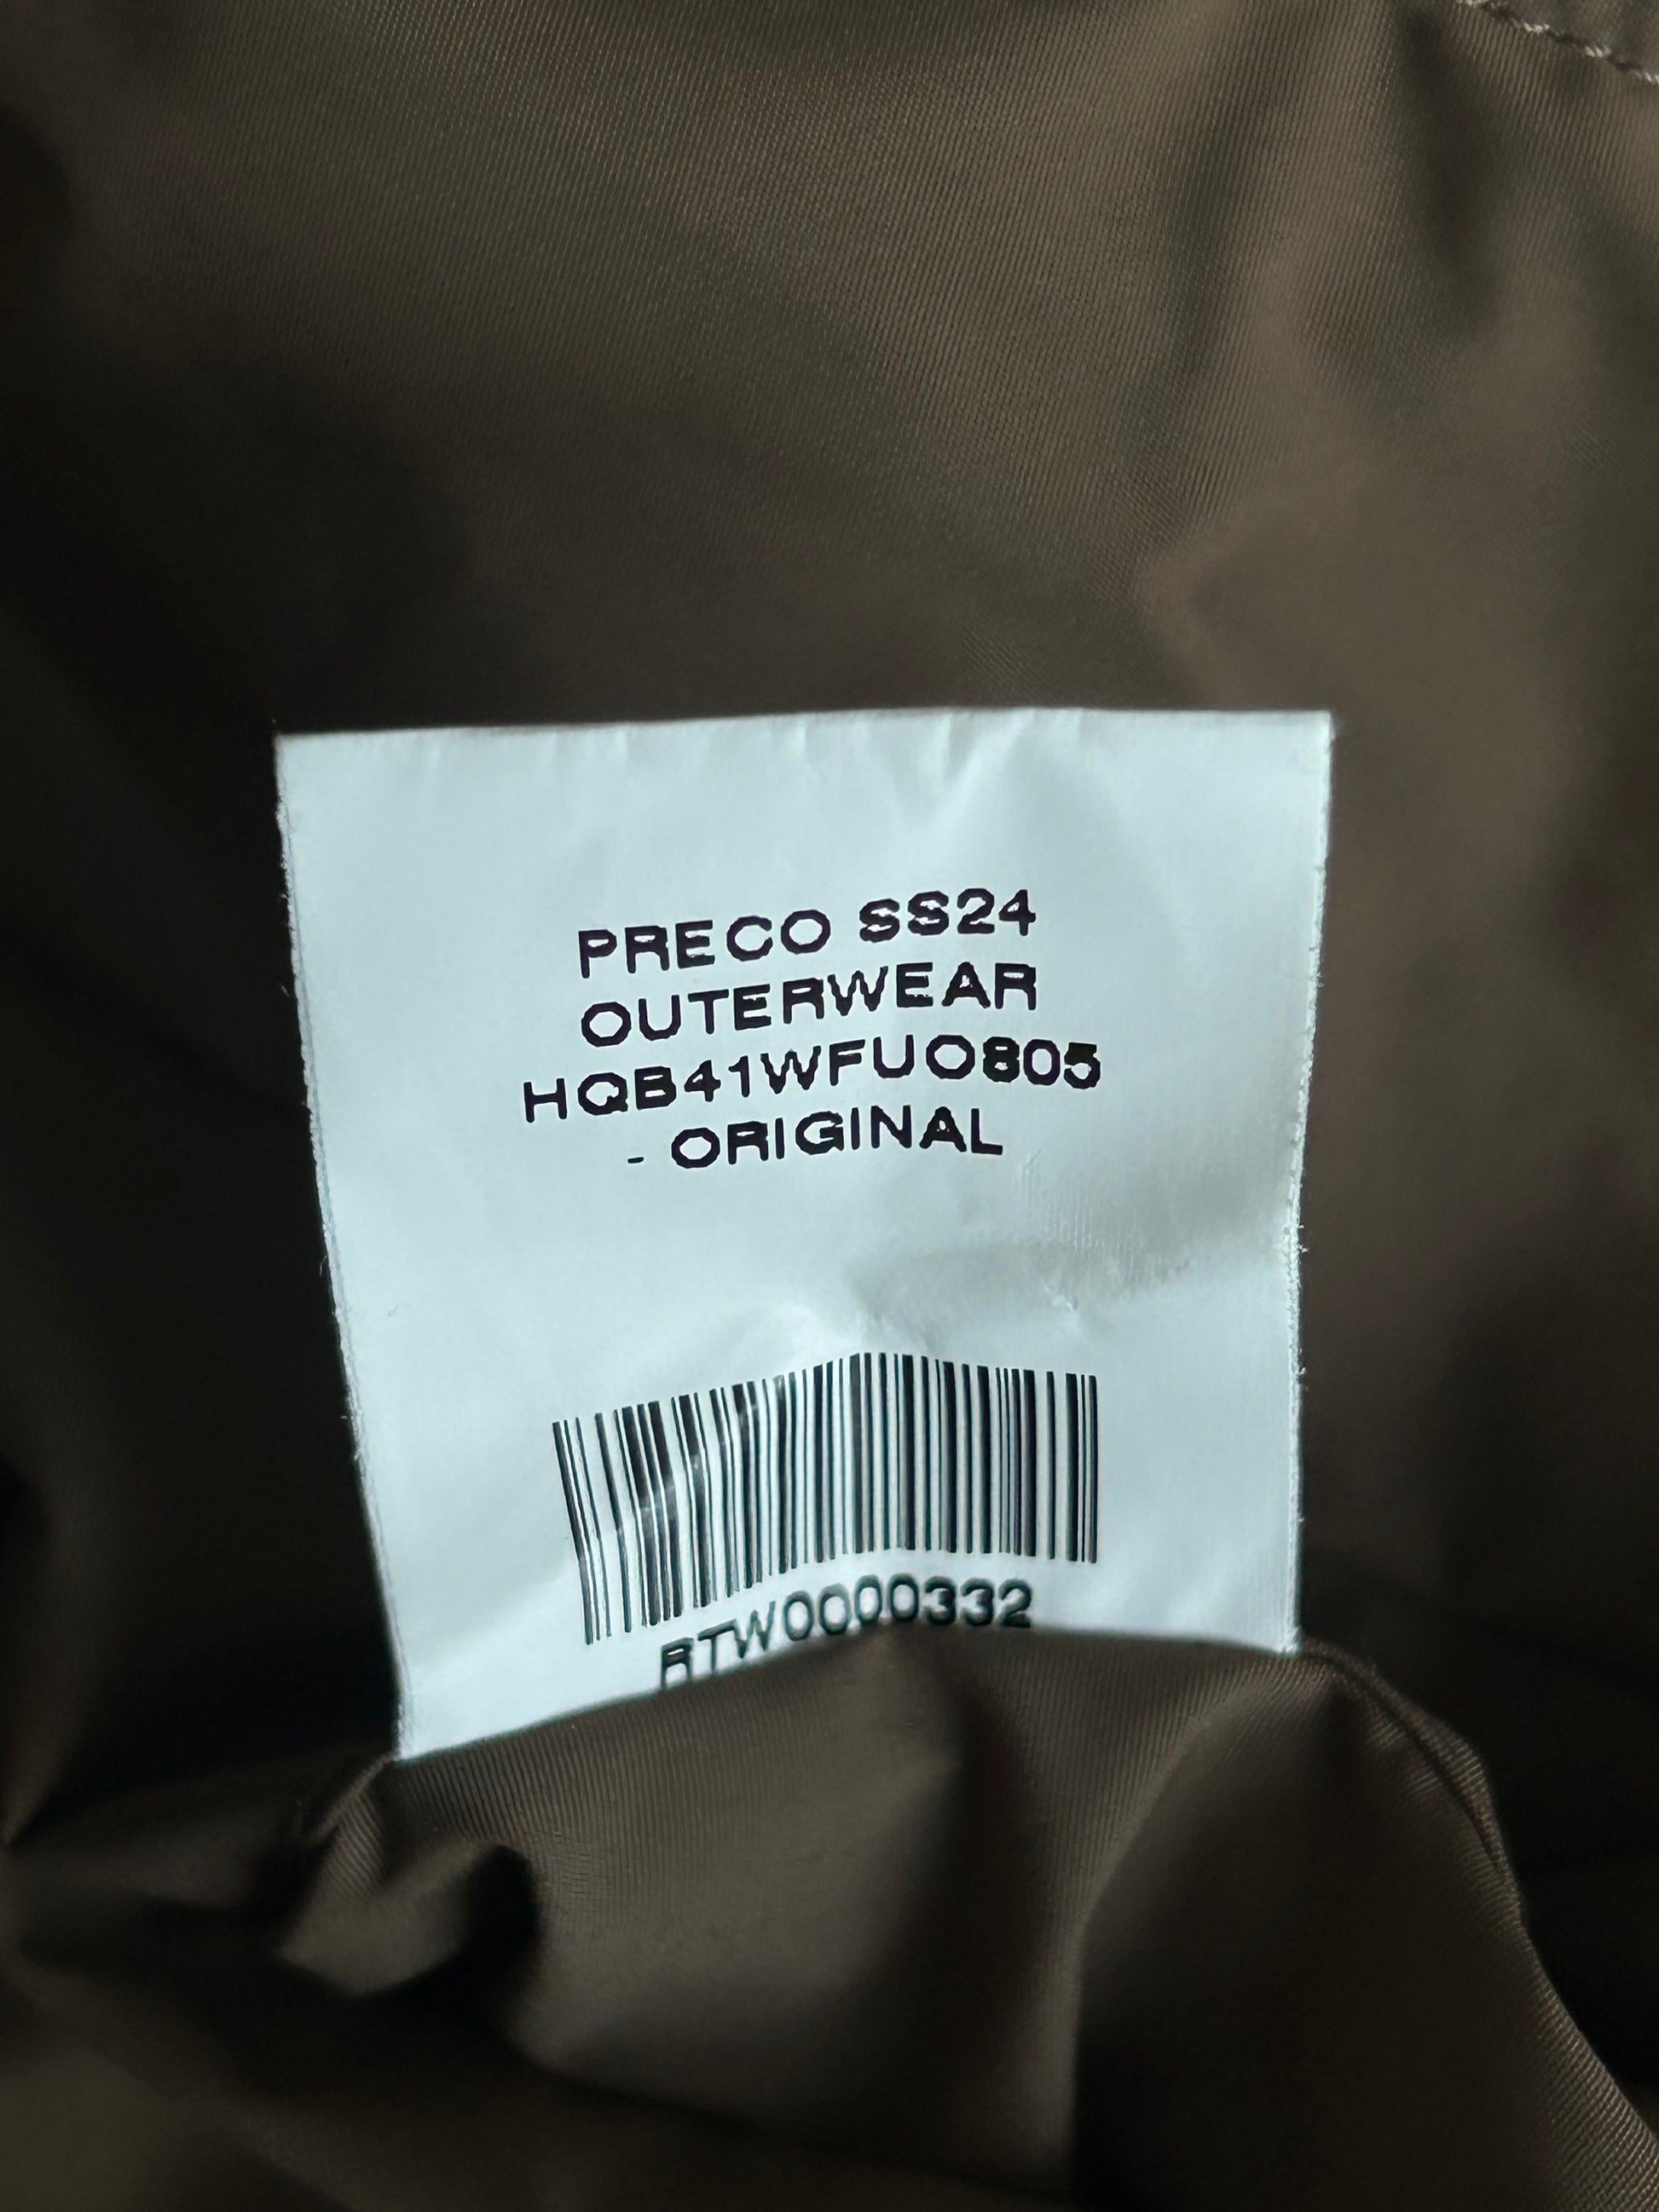 PRECO SS24
OUTERWEAR
HQB41WFUO805
- ORIGINAL
RTW0000332